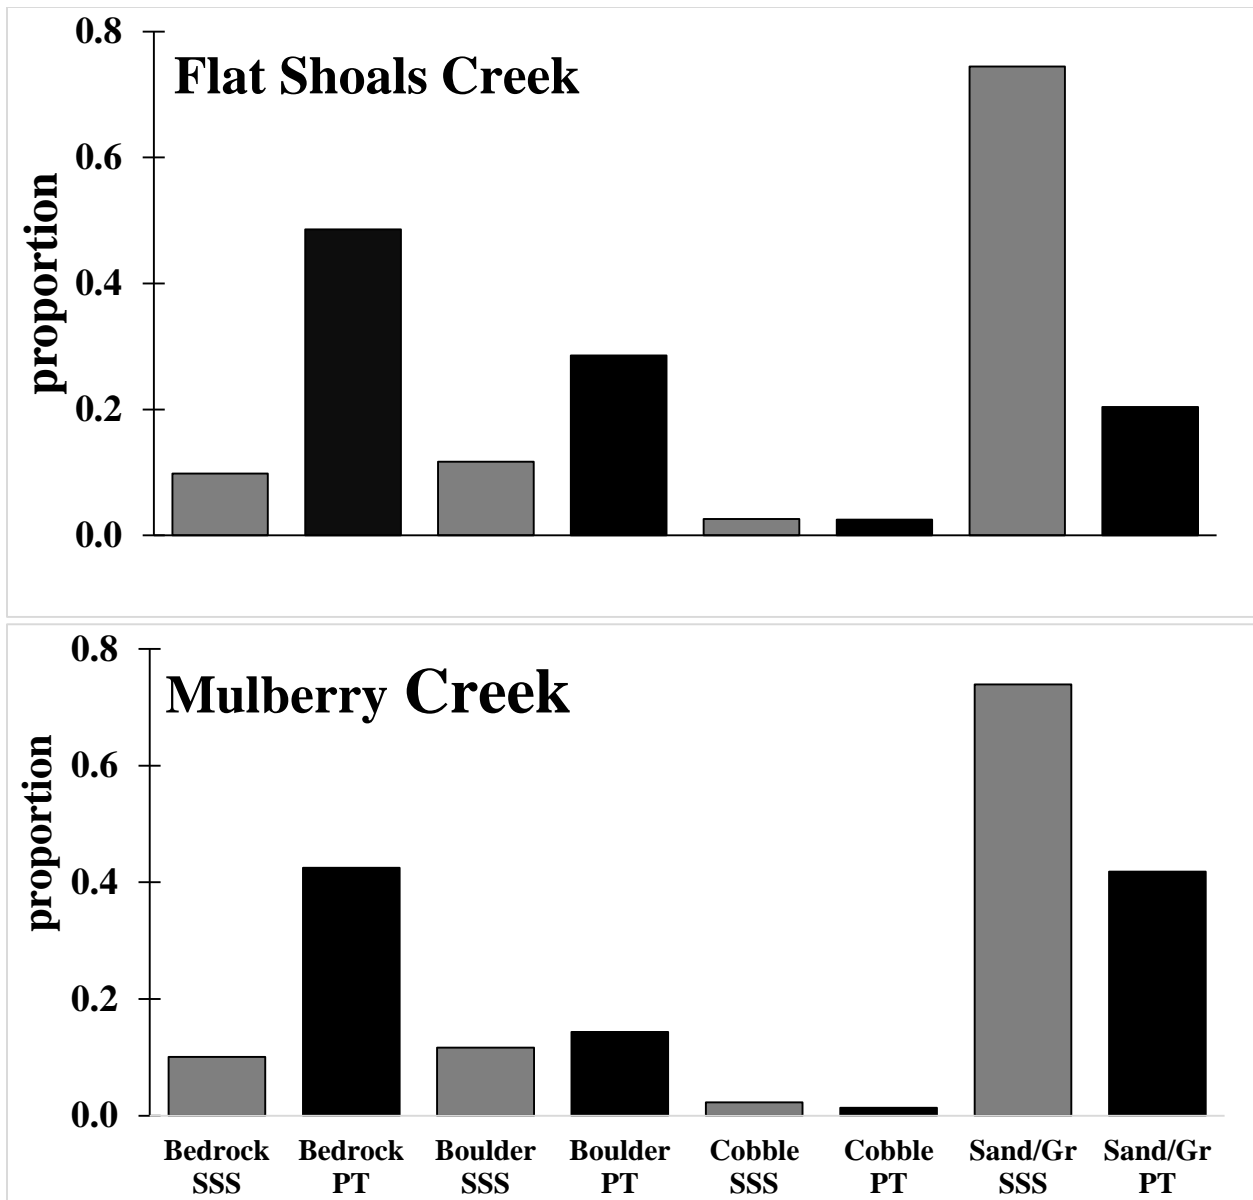 0.8
Flat Shoals Creek
0.6
proportion
0.4
0.2
0.0
0.8
Mulberry Creek
0.6
proportion
0.4
0.2
0.0
Bedrock Bedrock Boulder Boulder Cobble Cobble Sand/Gr Sand/Gr
SSS PT SSS PT SSS PT SSS PT